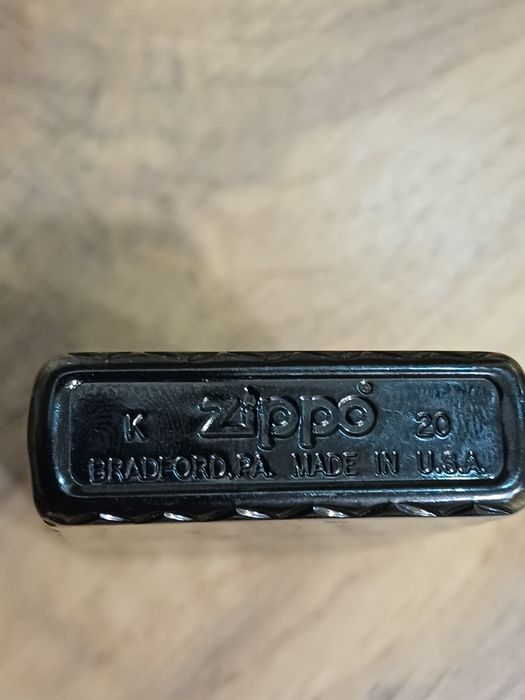 K Zippo 20
BRADFORD, PA. MADE IN U.S.A.